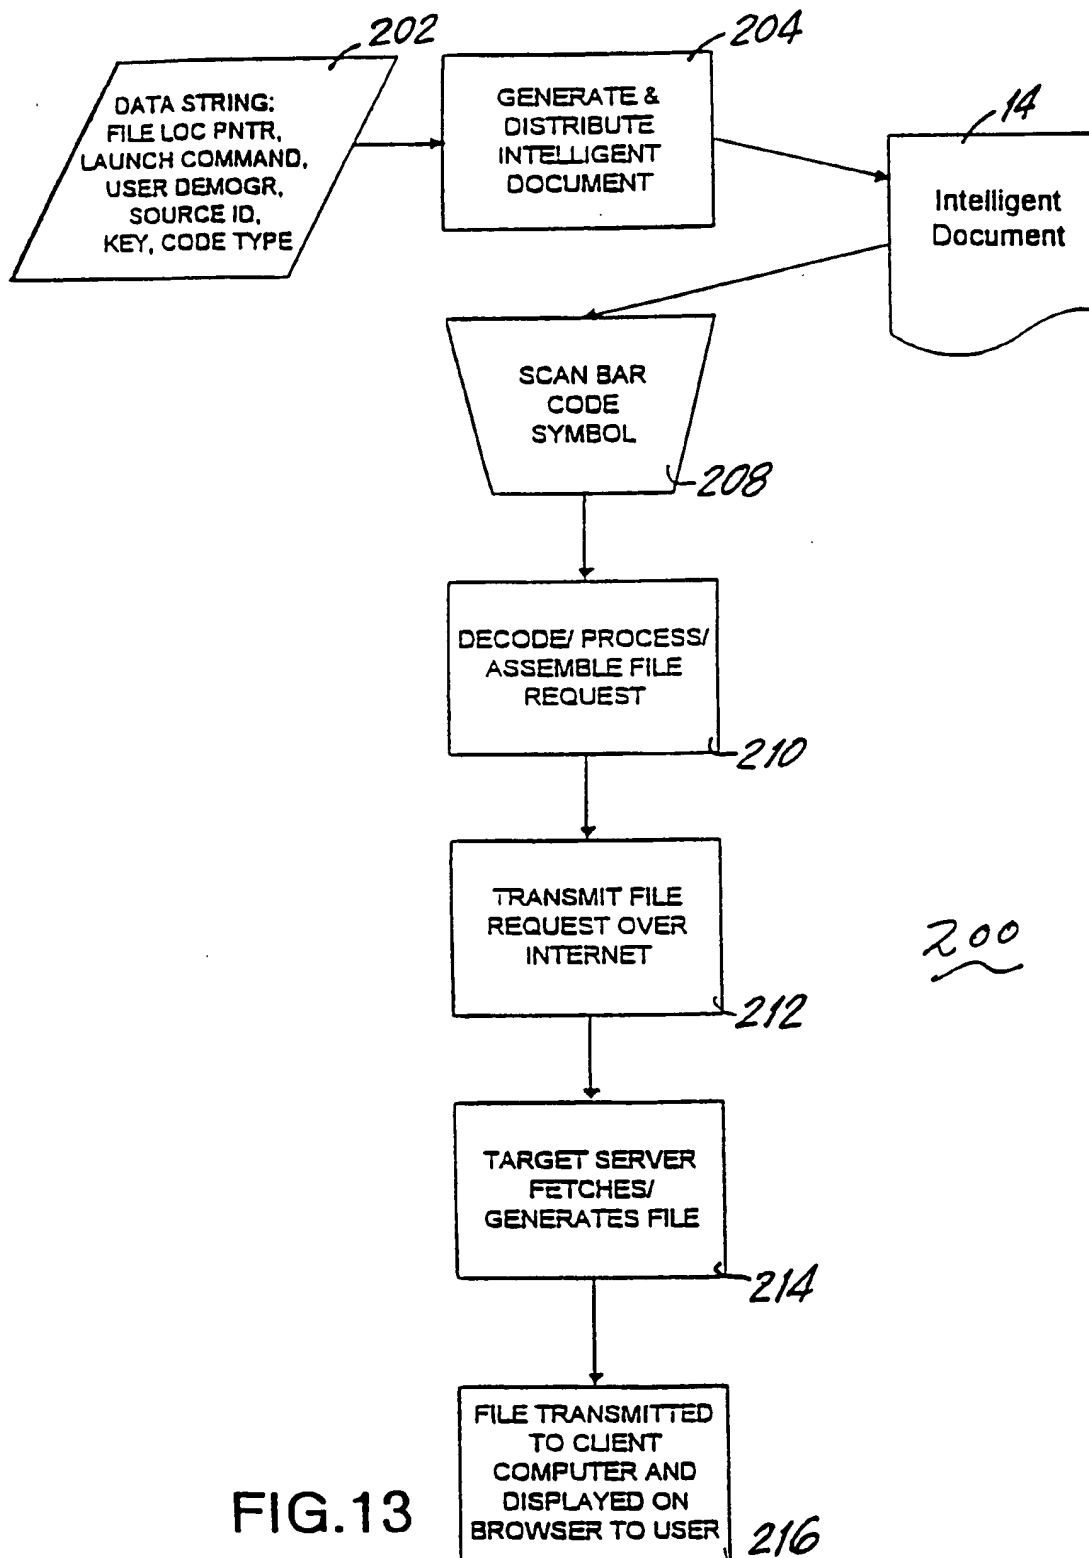 202
DATA STRING:
FILE LOC PNTR,
LAUNCH COMMAND,
USER DEMOGR,
SOURCE ID,
KEY, CODE TYPE
204
GENERATE &
DISTRIBUTE
INTELLIGENT
DOCUMENT
14
Intelligent
Document
SCAN BAR
CODE
SYMBOL
208
DECODE/ PROCESS/
ASSEMBLE FILE
REQUEST
210
TRANSMIT FILE
REQUEST OVER
INTERNET
212
200
TARGET SERVER
FETCHES/
GENERATES FILE
214
FILE TRANSMITTED
TO CLIENT
COMPUTER AND
DISPLAYED ON
BROWSER TO USER
216
FIG.13